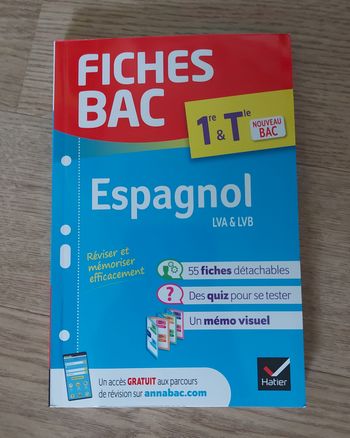 FICHES
BAC
1re & Tle
NOUVEAU
BAC
Espagnol
LVA & LVB
Réviser et
mémoriser
efficacement
55 fiches détachables
?
Des quiz pour se tester
Un mémo visuel
Un accès GRATUIT aux parcours
de révision sur annabac.com
Hatier